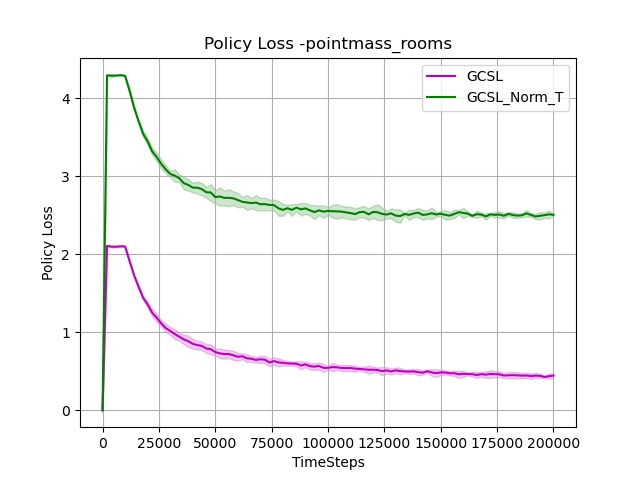 Policy Loss -pointmass_rooms
GCSL
GCSL_Norm_T
Policy Loss
4
3
2
1
0
0 25000 50000 75000 100000 125000 150000 175000 200000
TimeSteps